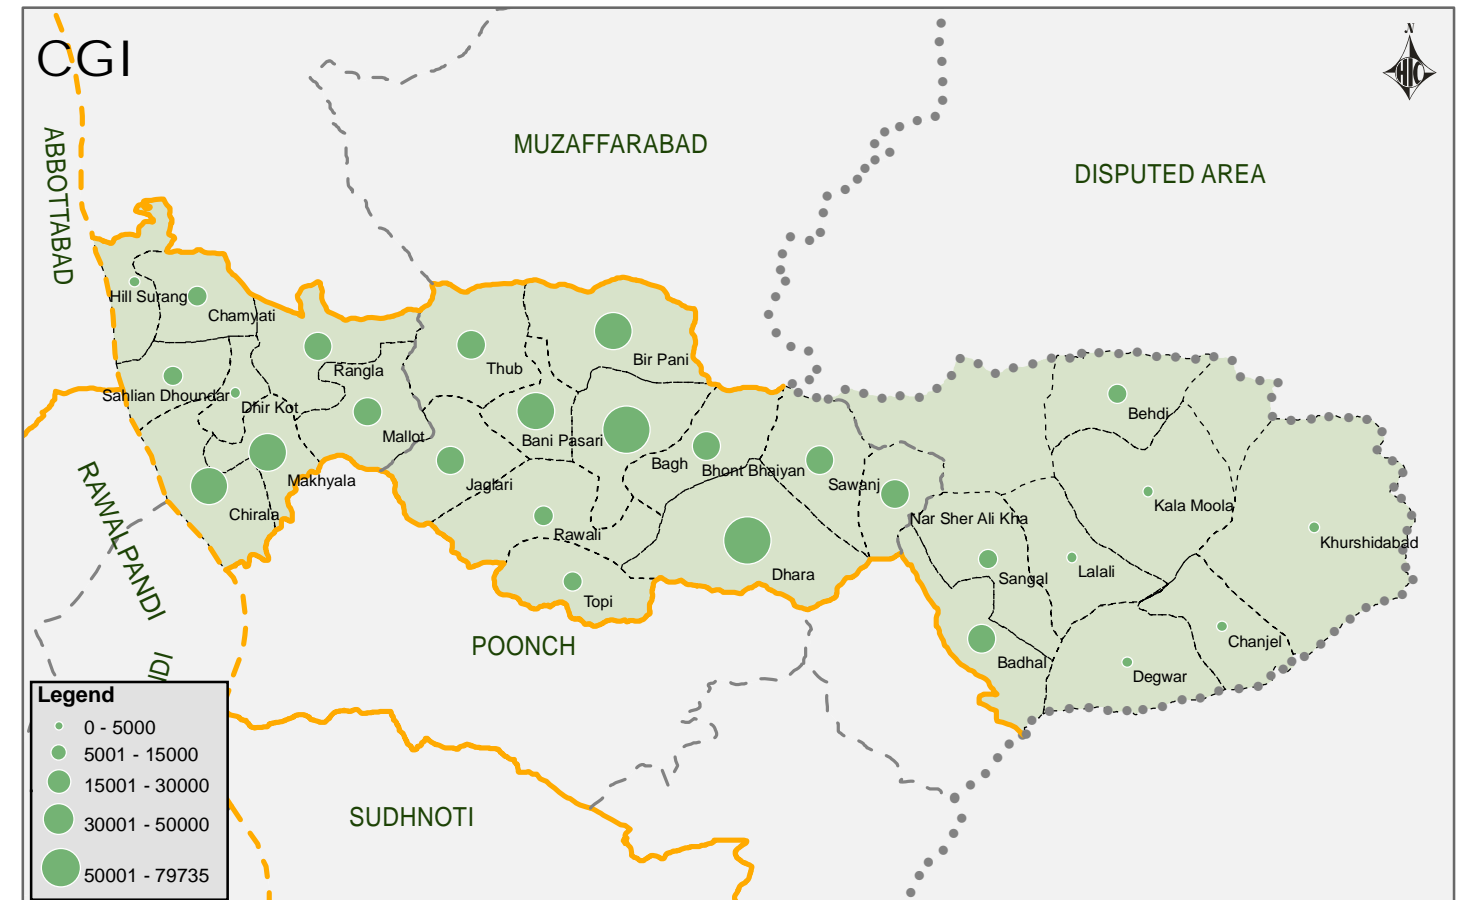 CGI
N
HIC
MUZAFFARABAD
DISPUTED AREA
ABBOTTABAD
Hill Surang
Chamyati
Rangla
Thub
Bir Pani
Sahlian Dhoundar
Dhir Kot
Behdi
Mallot
Bani Pasari
Bagh
Bhont Bhaiyan
Makhyala
Jaglari
Sawanj
Kala Moola
Chirala
Rawali
Nar Sher Ali Kha
Khurshidabad
RAWALPANDI
Dhara
Sangal
Lalali
Topi
POONCH
Badhal
Degwar
Chanjel
NDI
Legend
0 - 5000
5001 - 15000
15001 - 30000
30001 - 50000
50001 - 79735
SUDHNOTI